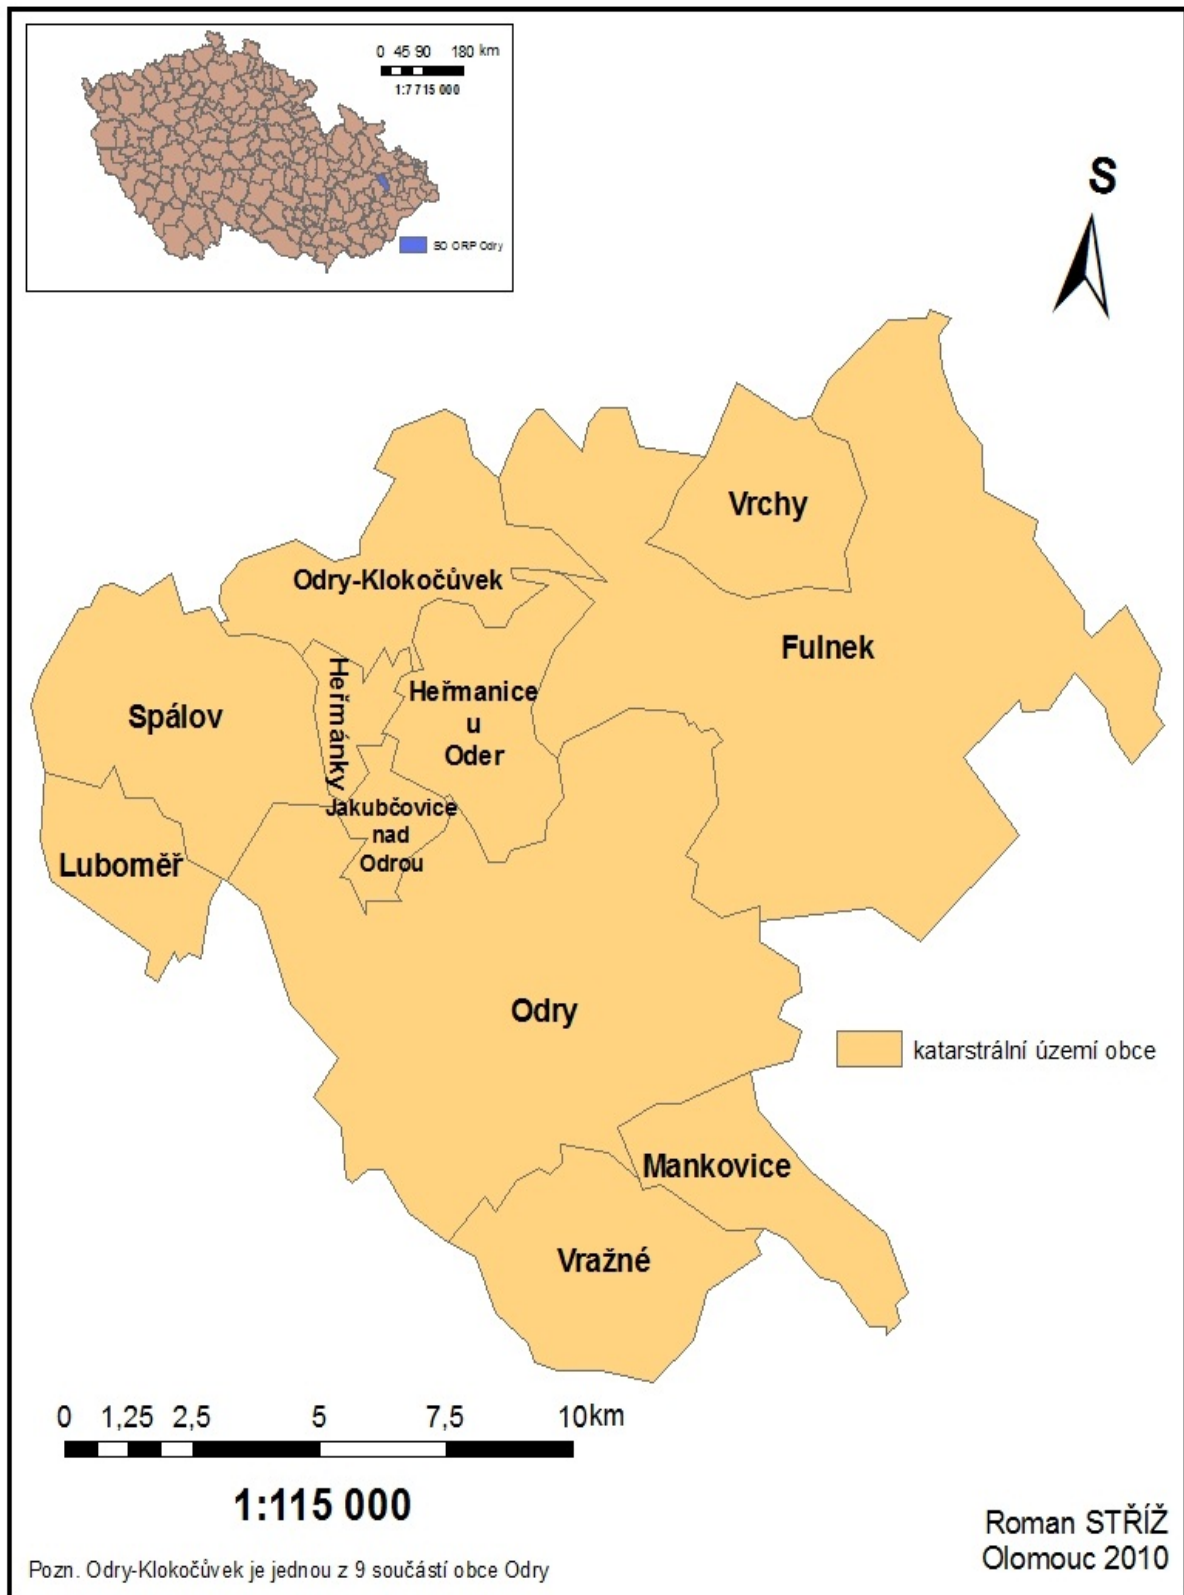 0 45 90 180 km
1:7 715 000
SO ORP Odry
S
Vrchy
Odry-Klokočůvek
Fulnek
Spálov
Heřmánky
Heřmanice
u
Oder
Jakubčovice
nad
Odrou
Luboměř
Odry
katarstrální území obce
Mankovice
Vražné
0 1,25 2,5 5 7,5 10km
1:115 000
Roman STŘÍŽ
Olomouc 2010
Pozn. Odry-Klokočůvek je jednou z 9 součástí obce Odry